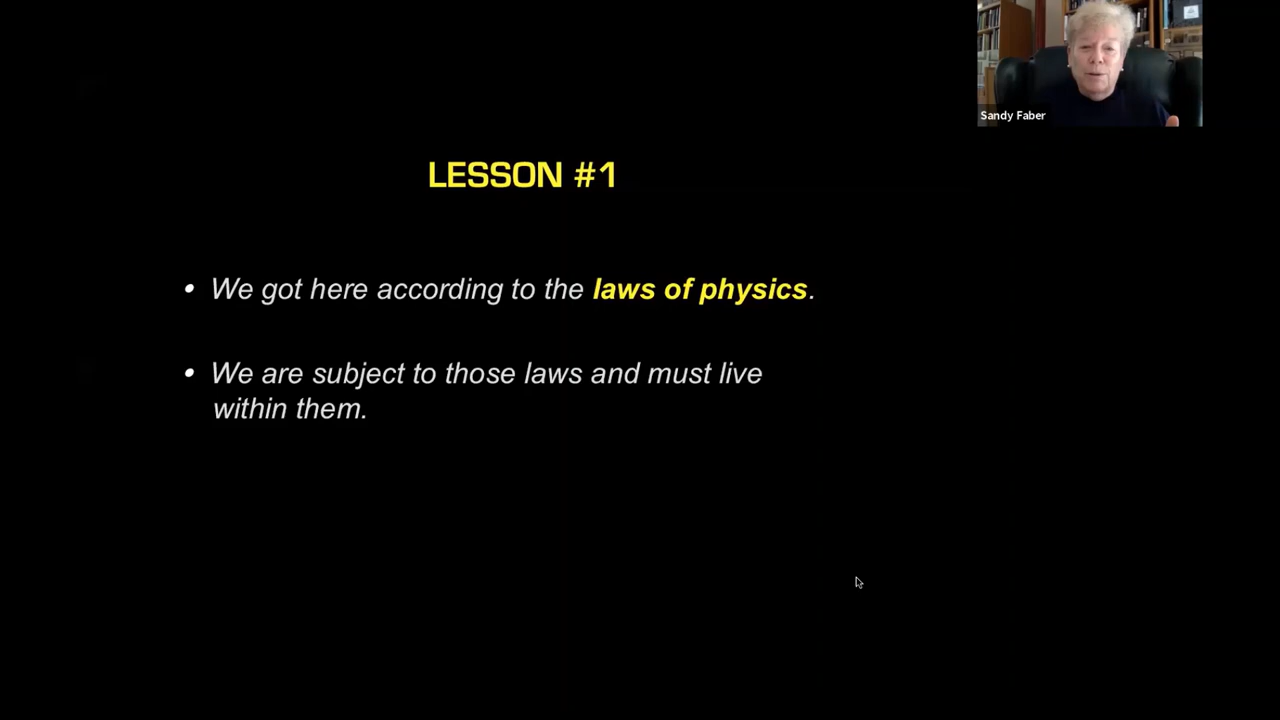 Sandy Faber
LESSON #1
• We got here according to the laws of physics.
• We are subject to those laws and must live
within them.